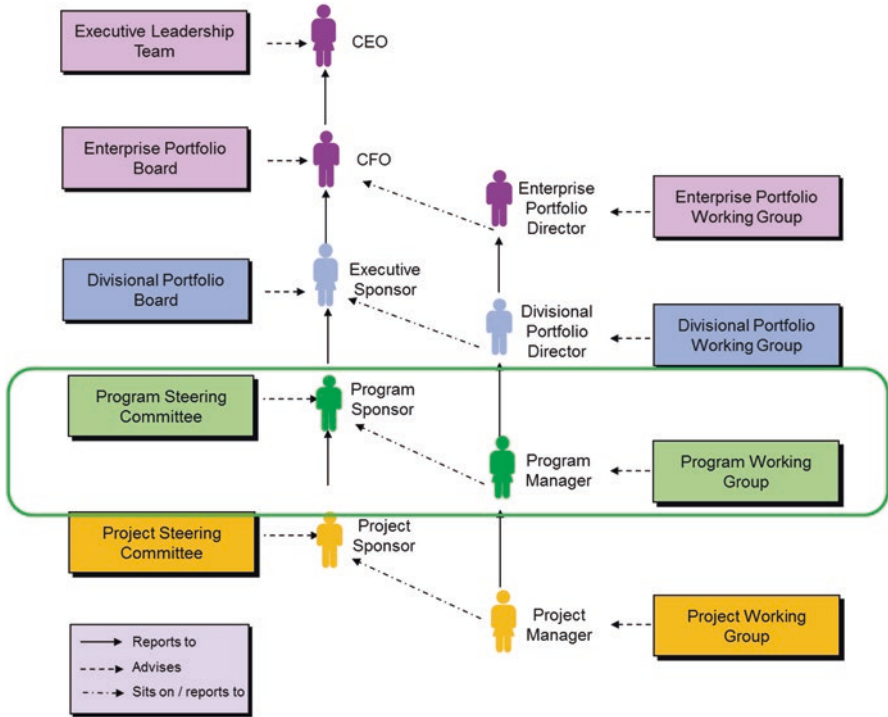 Executive Leadership
Team
CEO
Enterprise Portfolio
Board
CFO
Enterprise
Portfolio
Director
Enterprise Portfolio
Working Group
Divisional Portfolio
Board
Executive
Sponsor
Divisional
Portfolio
Director
Divisional Portfolio
Working Group
Program Steering
Committee
Program
Sponsor
Program
Manager
Program Working
Group
Project Steering
Committee
Project
Sponsor
Project
Manager
Project Working
Group
Reports to
Advises
Sits on / reports to